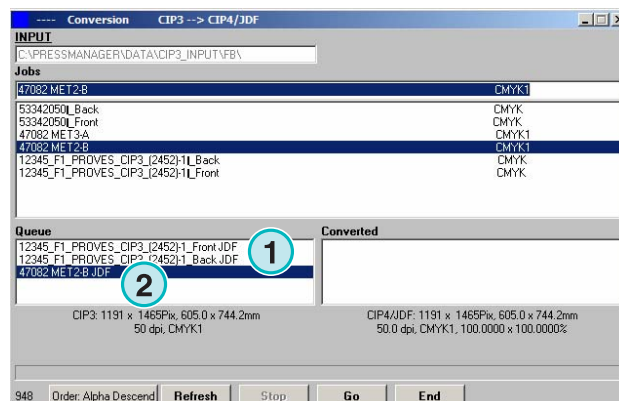 ---- Conversion CIP3 --> CIP4/JDF
INPUT
C:\PRESSMANAGER\DATA\CIP3_INPUT\FB\
Jobs
47082 MET2-B CMYK1
53342050I_Back CMYK
53342050I_Front CMYK
47082 MET3-A CMYK1
47082 MET2-B CMYK1
12345_F1_PROVES_CIP3_(2452)-1I_Back CMYK
12345_F1_PROVES_CIP3_(2452)-1I_Front CMYK
Queue Converted
12345_F1_PROVES_CIP3_(2452)-1_Front JDF
12345_F1_PROVES_CIP3_(2452)-1_Back JDF
47082 MET2-B JDF
1
2
CIP3: 1191 x 1465Pix, 605.0 x 744.2mm
50 dpi, CMYK1
CIP4/JDF: 1191 x 1465Pix, 605.0 x 744.2mm
50.0 dpi, CMYK1, 100.0000 x 100.0000%
948 Order: Alpha Descend Refresh Stop Go End